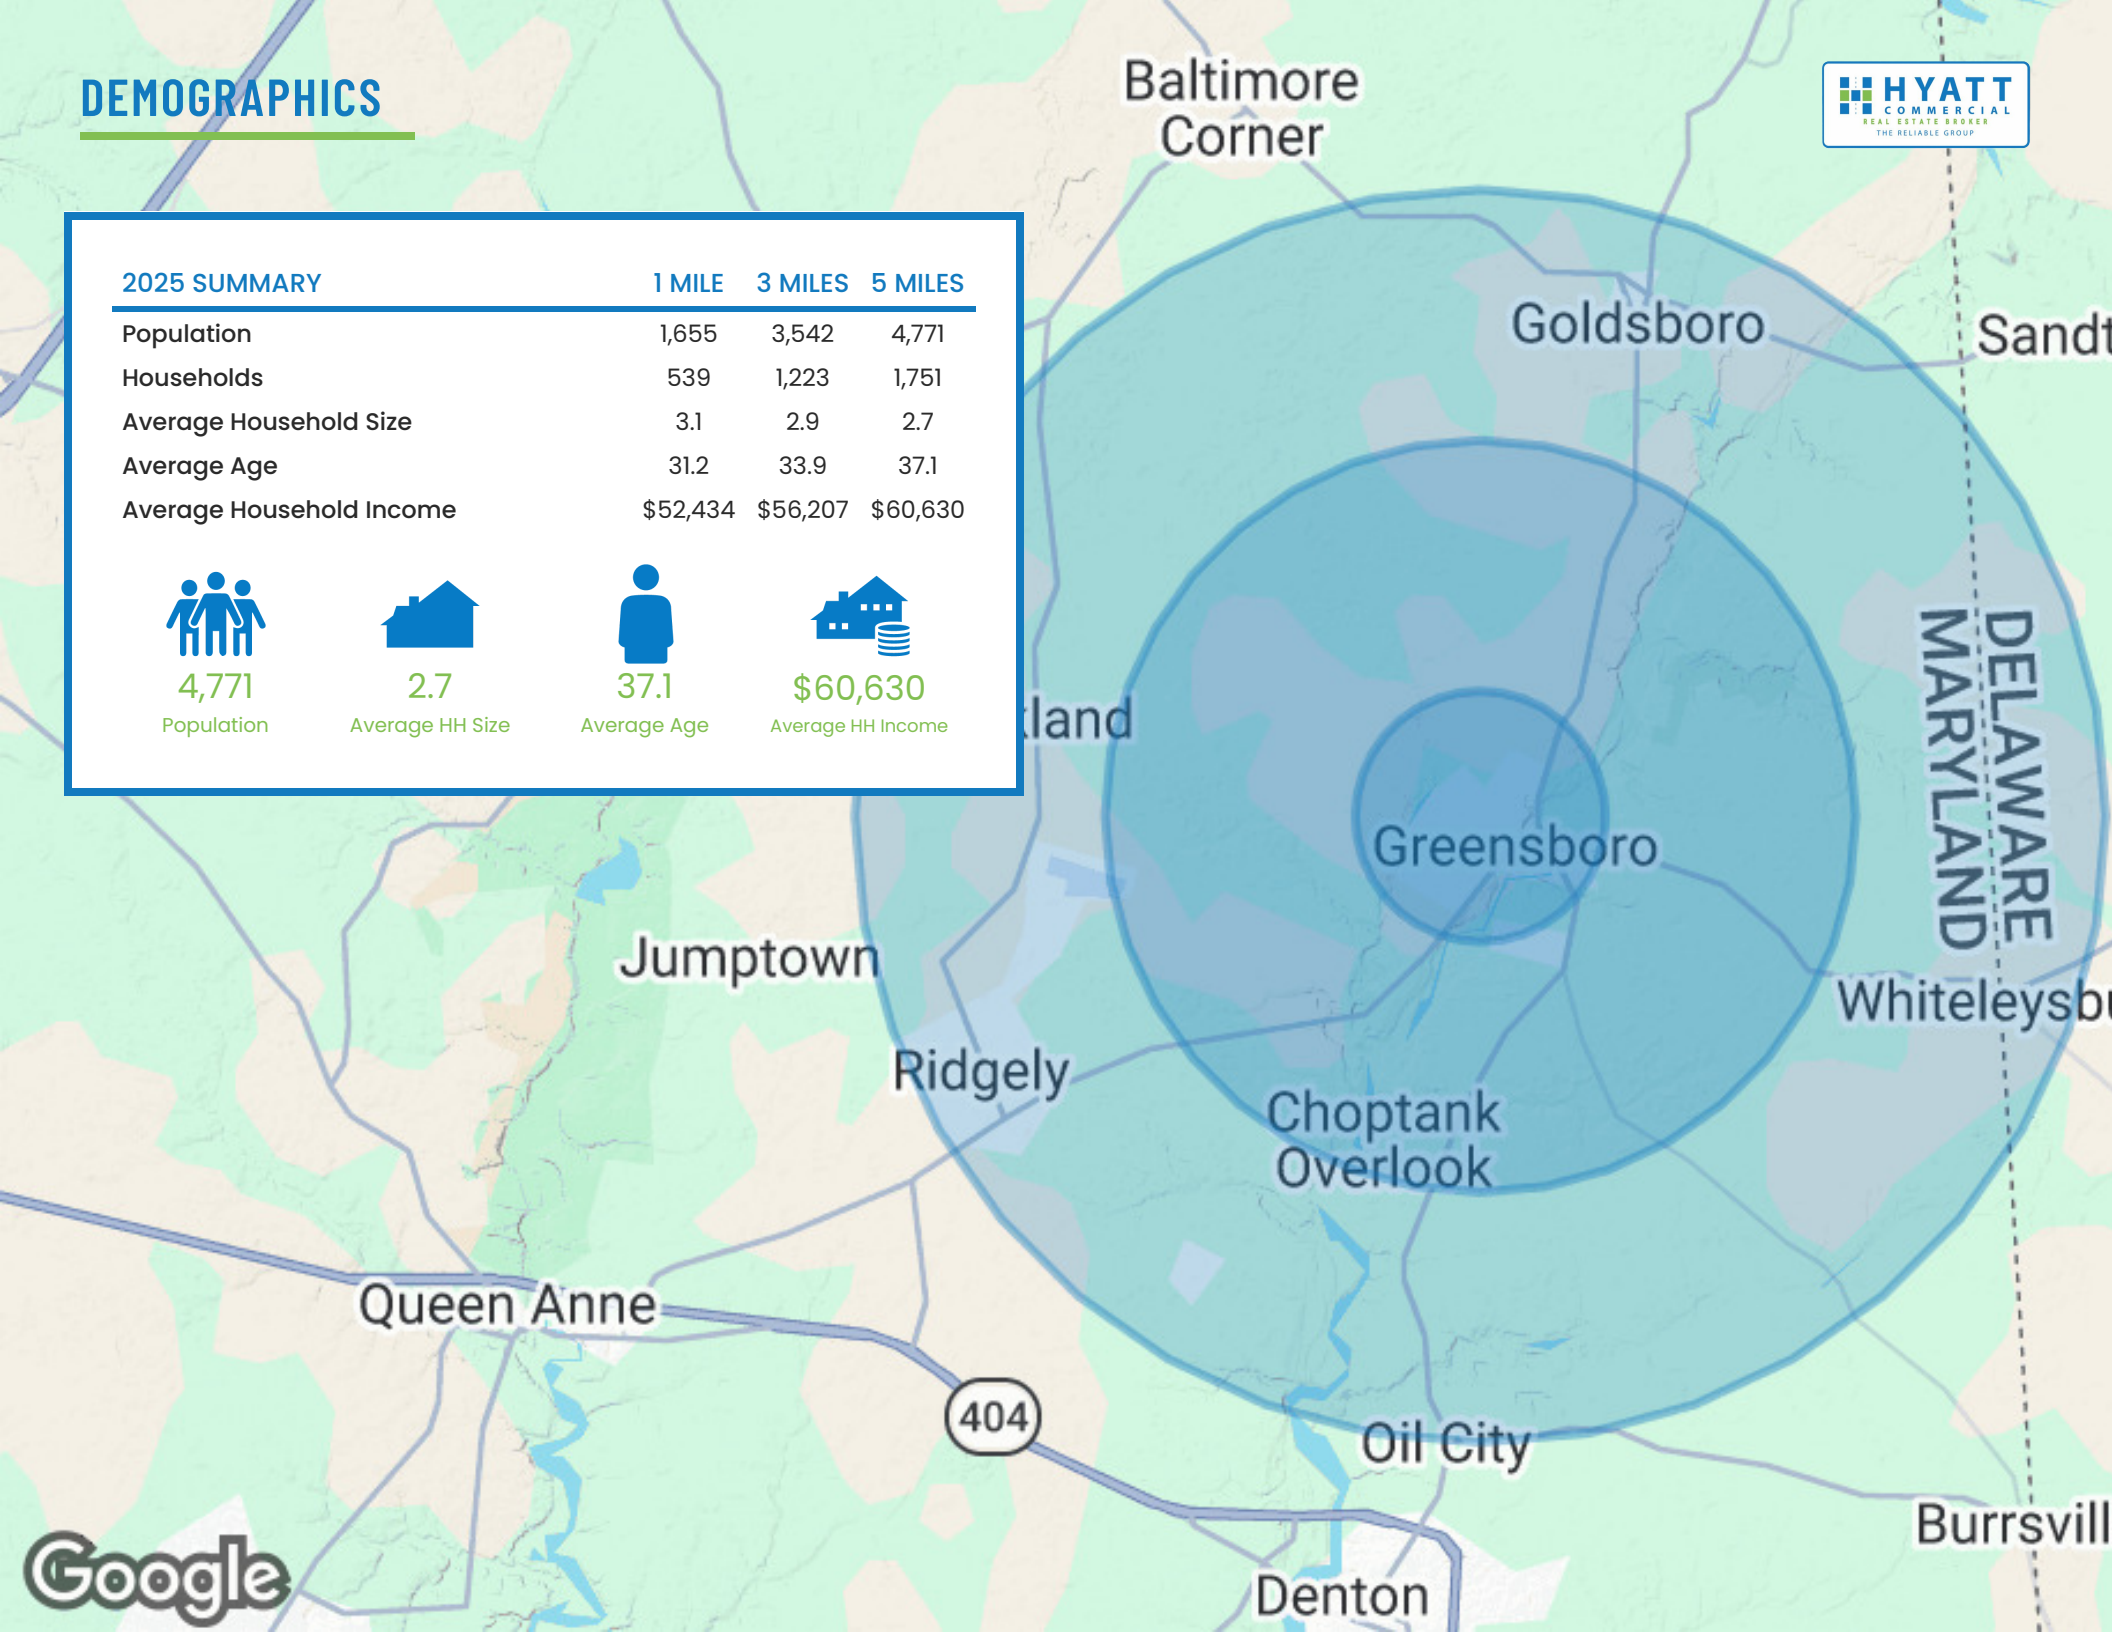 DEMOGRAPHICS
HYATT
COMMERCIAL
REAL ESTATE BROKER
THE RELIABLE GROUP
2025 SUMMARY 1 MILE 3 MILES 5 MILES
Population 1,655 3,542 4,771
Households 539 1,223 1,751
Average Household Size 3.1 2.9 2.7
Average Age 31.2 33.9 37.1
Average Household Income $52,434 $56,207 $60,630
4,771 2.7 37.1 $60,630
Population Average HH Size Average Age Average HH Income
Baltimore
Corner
Goldsboro
Sandt
kland
DELAWARE
MARYLAND
Greensboro
Jumptown
Whiteleysbu
Ridgely
Choptank
Overlook
Queen Anne
404
Oil City
Burrsvill
Google
Denton